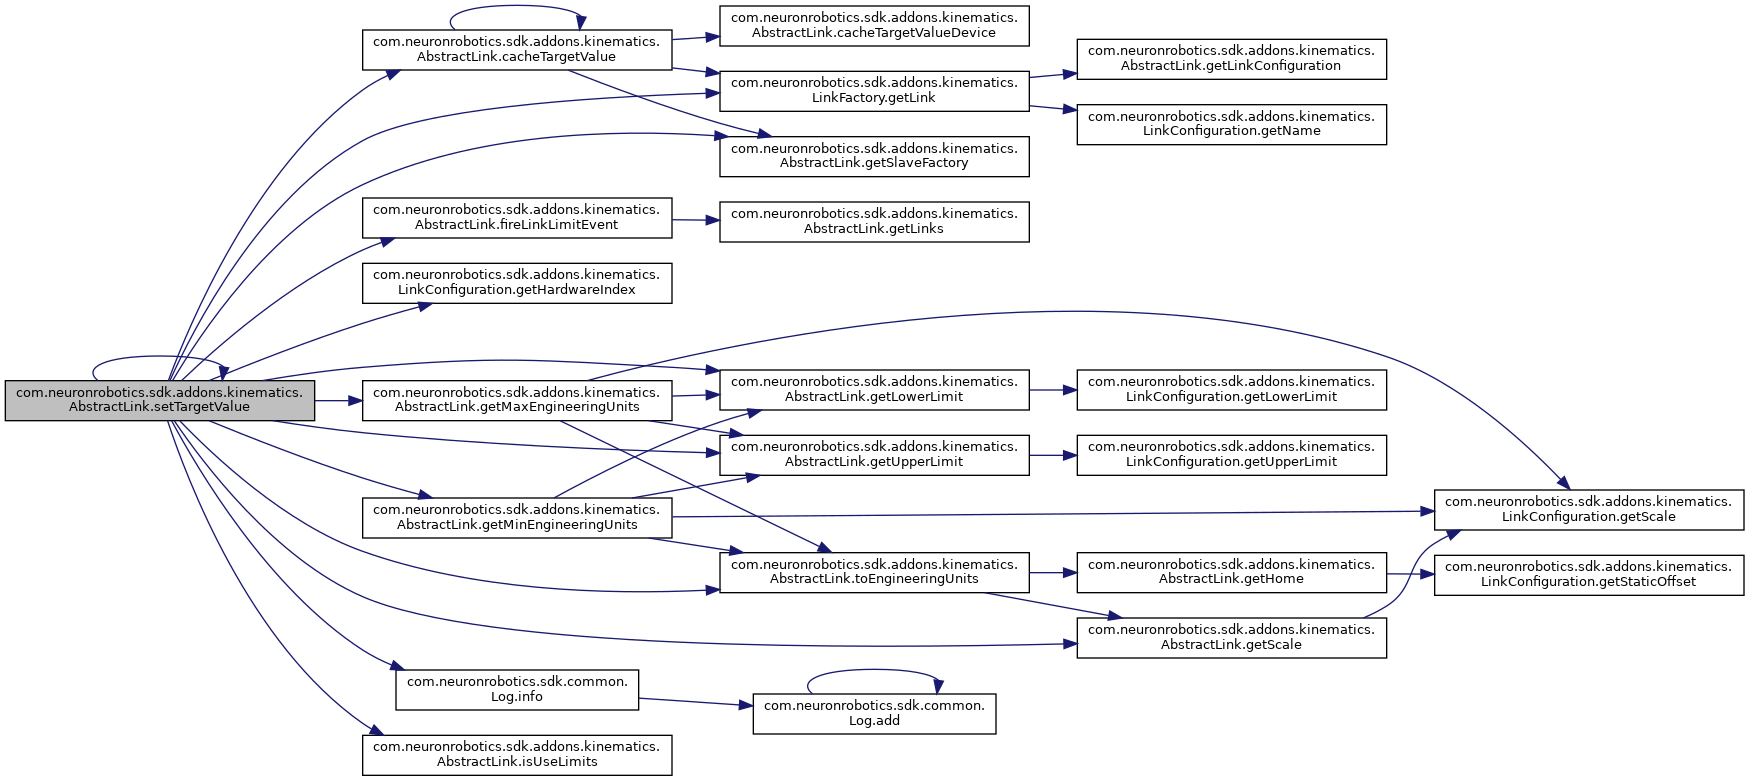 com.neuronrobotics.sdk.addons.kinematics.
AbstractLink.setTargetValue
com.neuronrobotics.sdk.addons.kinematics.
AbstractLink.cacheTargetValue
com.neuronrobotics.sdk.addons.kinematics.
AbstractLink.fireLinkLimitEvent
com.neuronrobotics.sdk.addons.kinematics.
LinkConfiguration.getHardwareIndex
com.neuronrobotics.sdk.addons.kinematics.
AbstractLink.getMaxEngineeringUnits
com.neuronrobotics.sdk.addons.kinematics.
AbstractLink.getMinEngineeringUnits
com.neuronrobotics.sdk.common.
Log.info
com.neuronrobotics.sdk.addons.kinematics.
AbstractLink.isUseLimits
com.neuronrobotics.sdk.addons.kinematics.
AbstractLink.cacheTargetValueDevice
com.neuronrobotics.sdk.addons.kinematics.
LinkFactory.getLink
com.neuronrobotics.sdk.addons.kinematics.
AbstractLink.getSlaveFactory
com.neuronrobotics.sdk.addons.kinematics.
AbstractLink.getLinks
com.neuronrobotics.sdk.addons.kinematics.
AbstractLink.getLowerLimit
com.neuronrobotics.sdk.addons.kinematics.
AbstractLink.getUpperLimit
com.neuronrobotics.sdk.addons.kinematics.
AbstractLink.toEngineeringUnits
com.neuronrobotics.sdk.common.
Log.add
com.neuronrobotics.sdk.addons.kinematics.
AbstractLink.getLinkConfiguration
com.neuronrobotics.sdk.addons.kinematics.
LinkConfiguration.getName
com.neuronrobotics.sdk.addons.kinematics.
LinkConfiguration.getLowerLimit
com.neuronrobotics.sdk.addons.kinematics.
LinkConfiguration.getUpperLimit
com.neuronrobotics.sdk.addons.kinematics.
AbstractLink.getHome
com.neuronrobotics.sdk.addons.kinematics.
AbstractLink.getScale
com.neuronrobotics.sdk.addons.kinematics.
LinkConfiguration.getScale
com.neuronrobotics.sdk.addons.kinematics.
LinkConfiguration.getStaticOffset